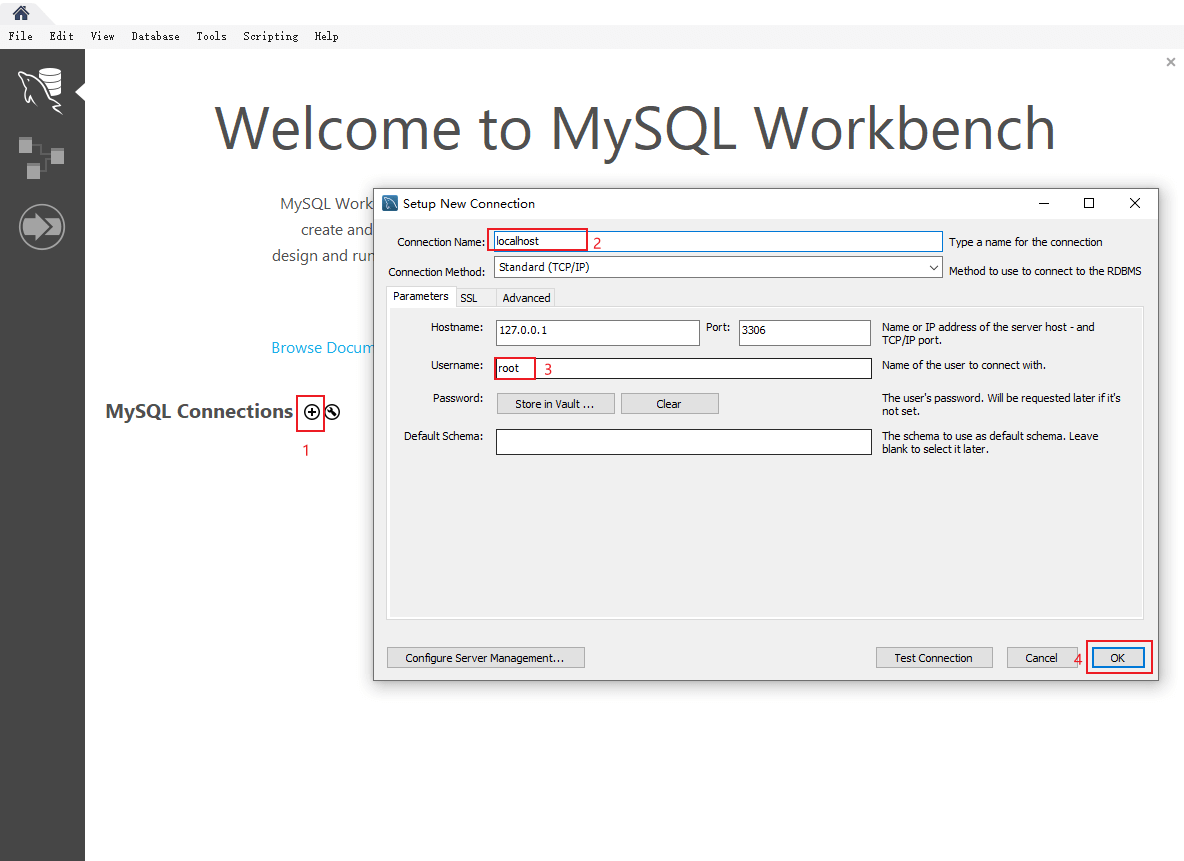 File Edit View Database Tools Scripting Help
Welcome to MySQL Workbench
MySQL Work
create and
design and run
Browse Docum
MySQL Connections
1
Setup New Connection
Connection Name: localhost 2 Type a name for the connection
Connection Method: Standard (TCP/IP) Method to use to connect to the RDBMS
Parameters SSL Advanced
Hostname: 127.0.0.1 Port: 3306 Name or IP address of the server host - and
TCP/IP port.
Username: root 3 Name of the user to connect with.
Password: Store in Vault ... Clear The user's password. Will be requested later if it's
not set.
Default Schema: The schema to use as default schema. Leave
blank to select it later.
Configure Server Management... Test Connection Cancel 4 OK